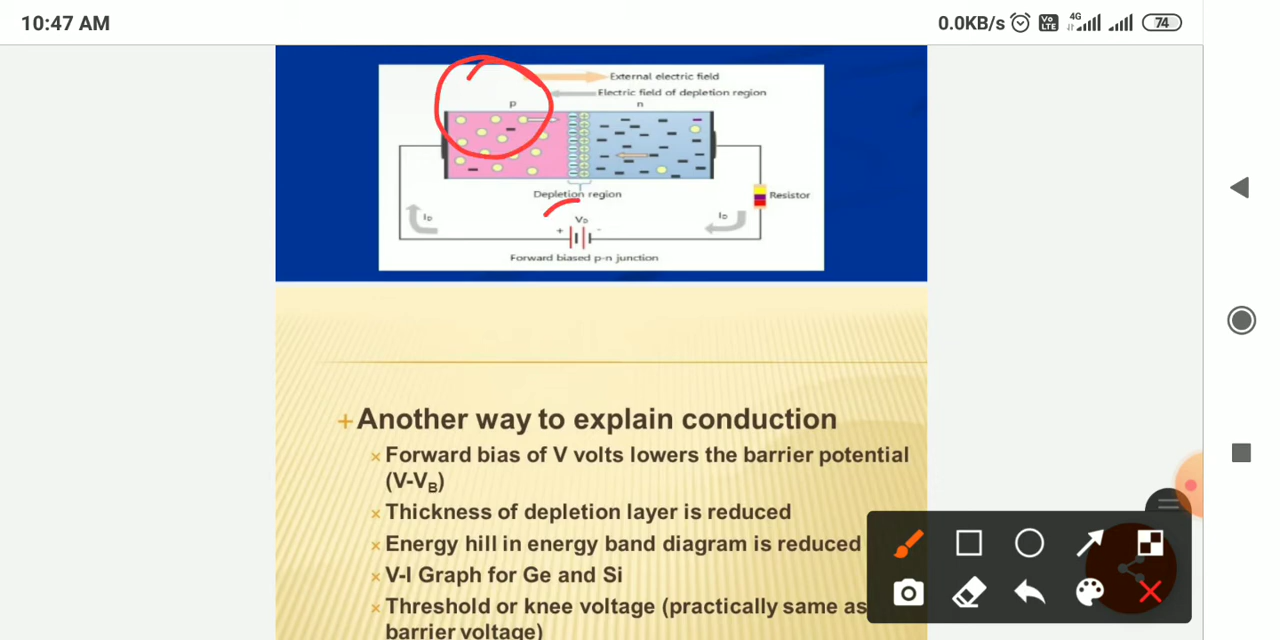 10:47 AM
0.0KB/s Vo LTE 4G 74
External electric field
Electric field of depletion region
p n
Depletion region
Resistor
ID ID
VD
+ -
Forward biased p-n junction
Another way to explain conduction
Forward bias of V volts lowers the barrier potential
(V-VB)
Thickness of depletion layer is reduced
Energy hill in energy band diagram is reduced
V-I Graph for Ge and Si
Threshold or knee voltage (practically same as
barrier voltage)